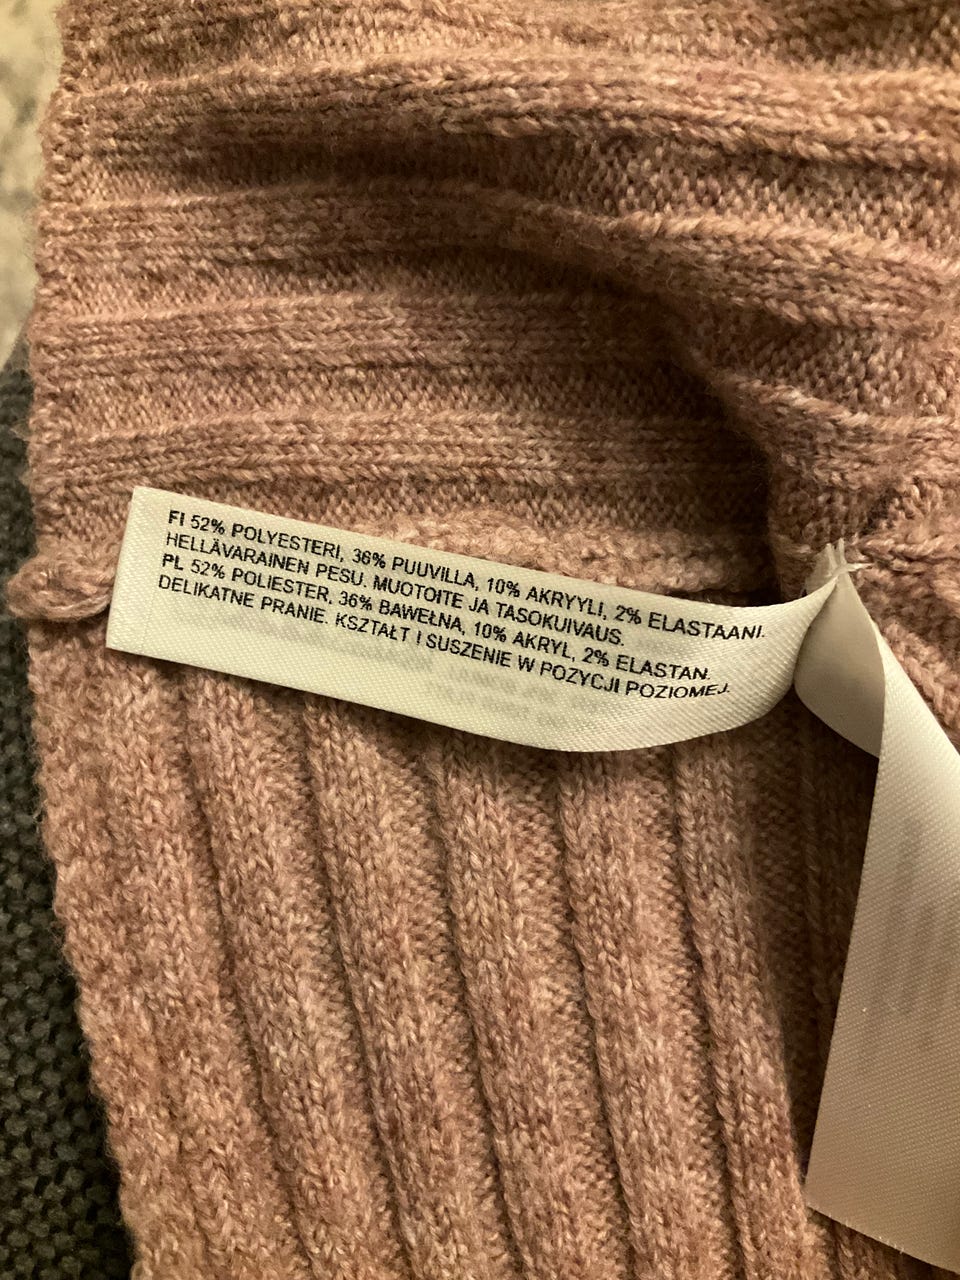 FI 52% POLYESTERI, 36% PUUVILLA, 10% AKRYYLI, 2% ELASTAANI.
HELLÄVARAINEN PESU. MUOTOITE JA TASOKUIVAUS.
PL 52% POLIESTER, 36% BAWEŁNA, 10% AKRYL, 2% ELASTAN.
DELIKATNE PRANIE. KSZTAŁT I SUSZENIE W POZYCJI POZIOMEJ.